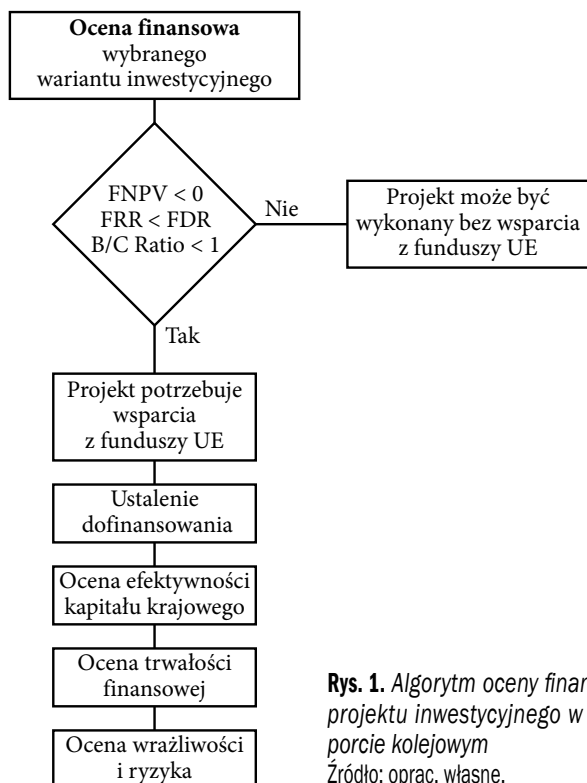 Ocena finansowa
wybranego
wariantu inwestycyjnego
FNPV < 0
FRR < FDR
B/C Ratio < 1
Nie
Projekt może być
wykonany bez wsparcia
z funduszy UE
Tak
Projekt potrzebuje
wsparcia
z funduszy UE
Ustalenie
dofinansowania
Ocena efektywności
kapitału krajowego
Ocena trwałości
finansowej
Ocena wrażliwości
i ryzyka
Rys. 1. Algorytm oceny
projektu inwestycyjnego w
porcie kolejowym
Źródło: oprac. własne.